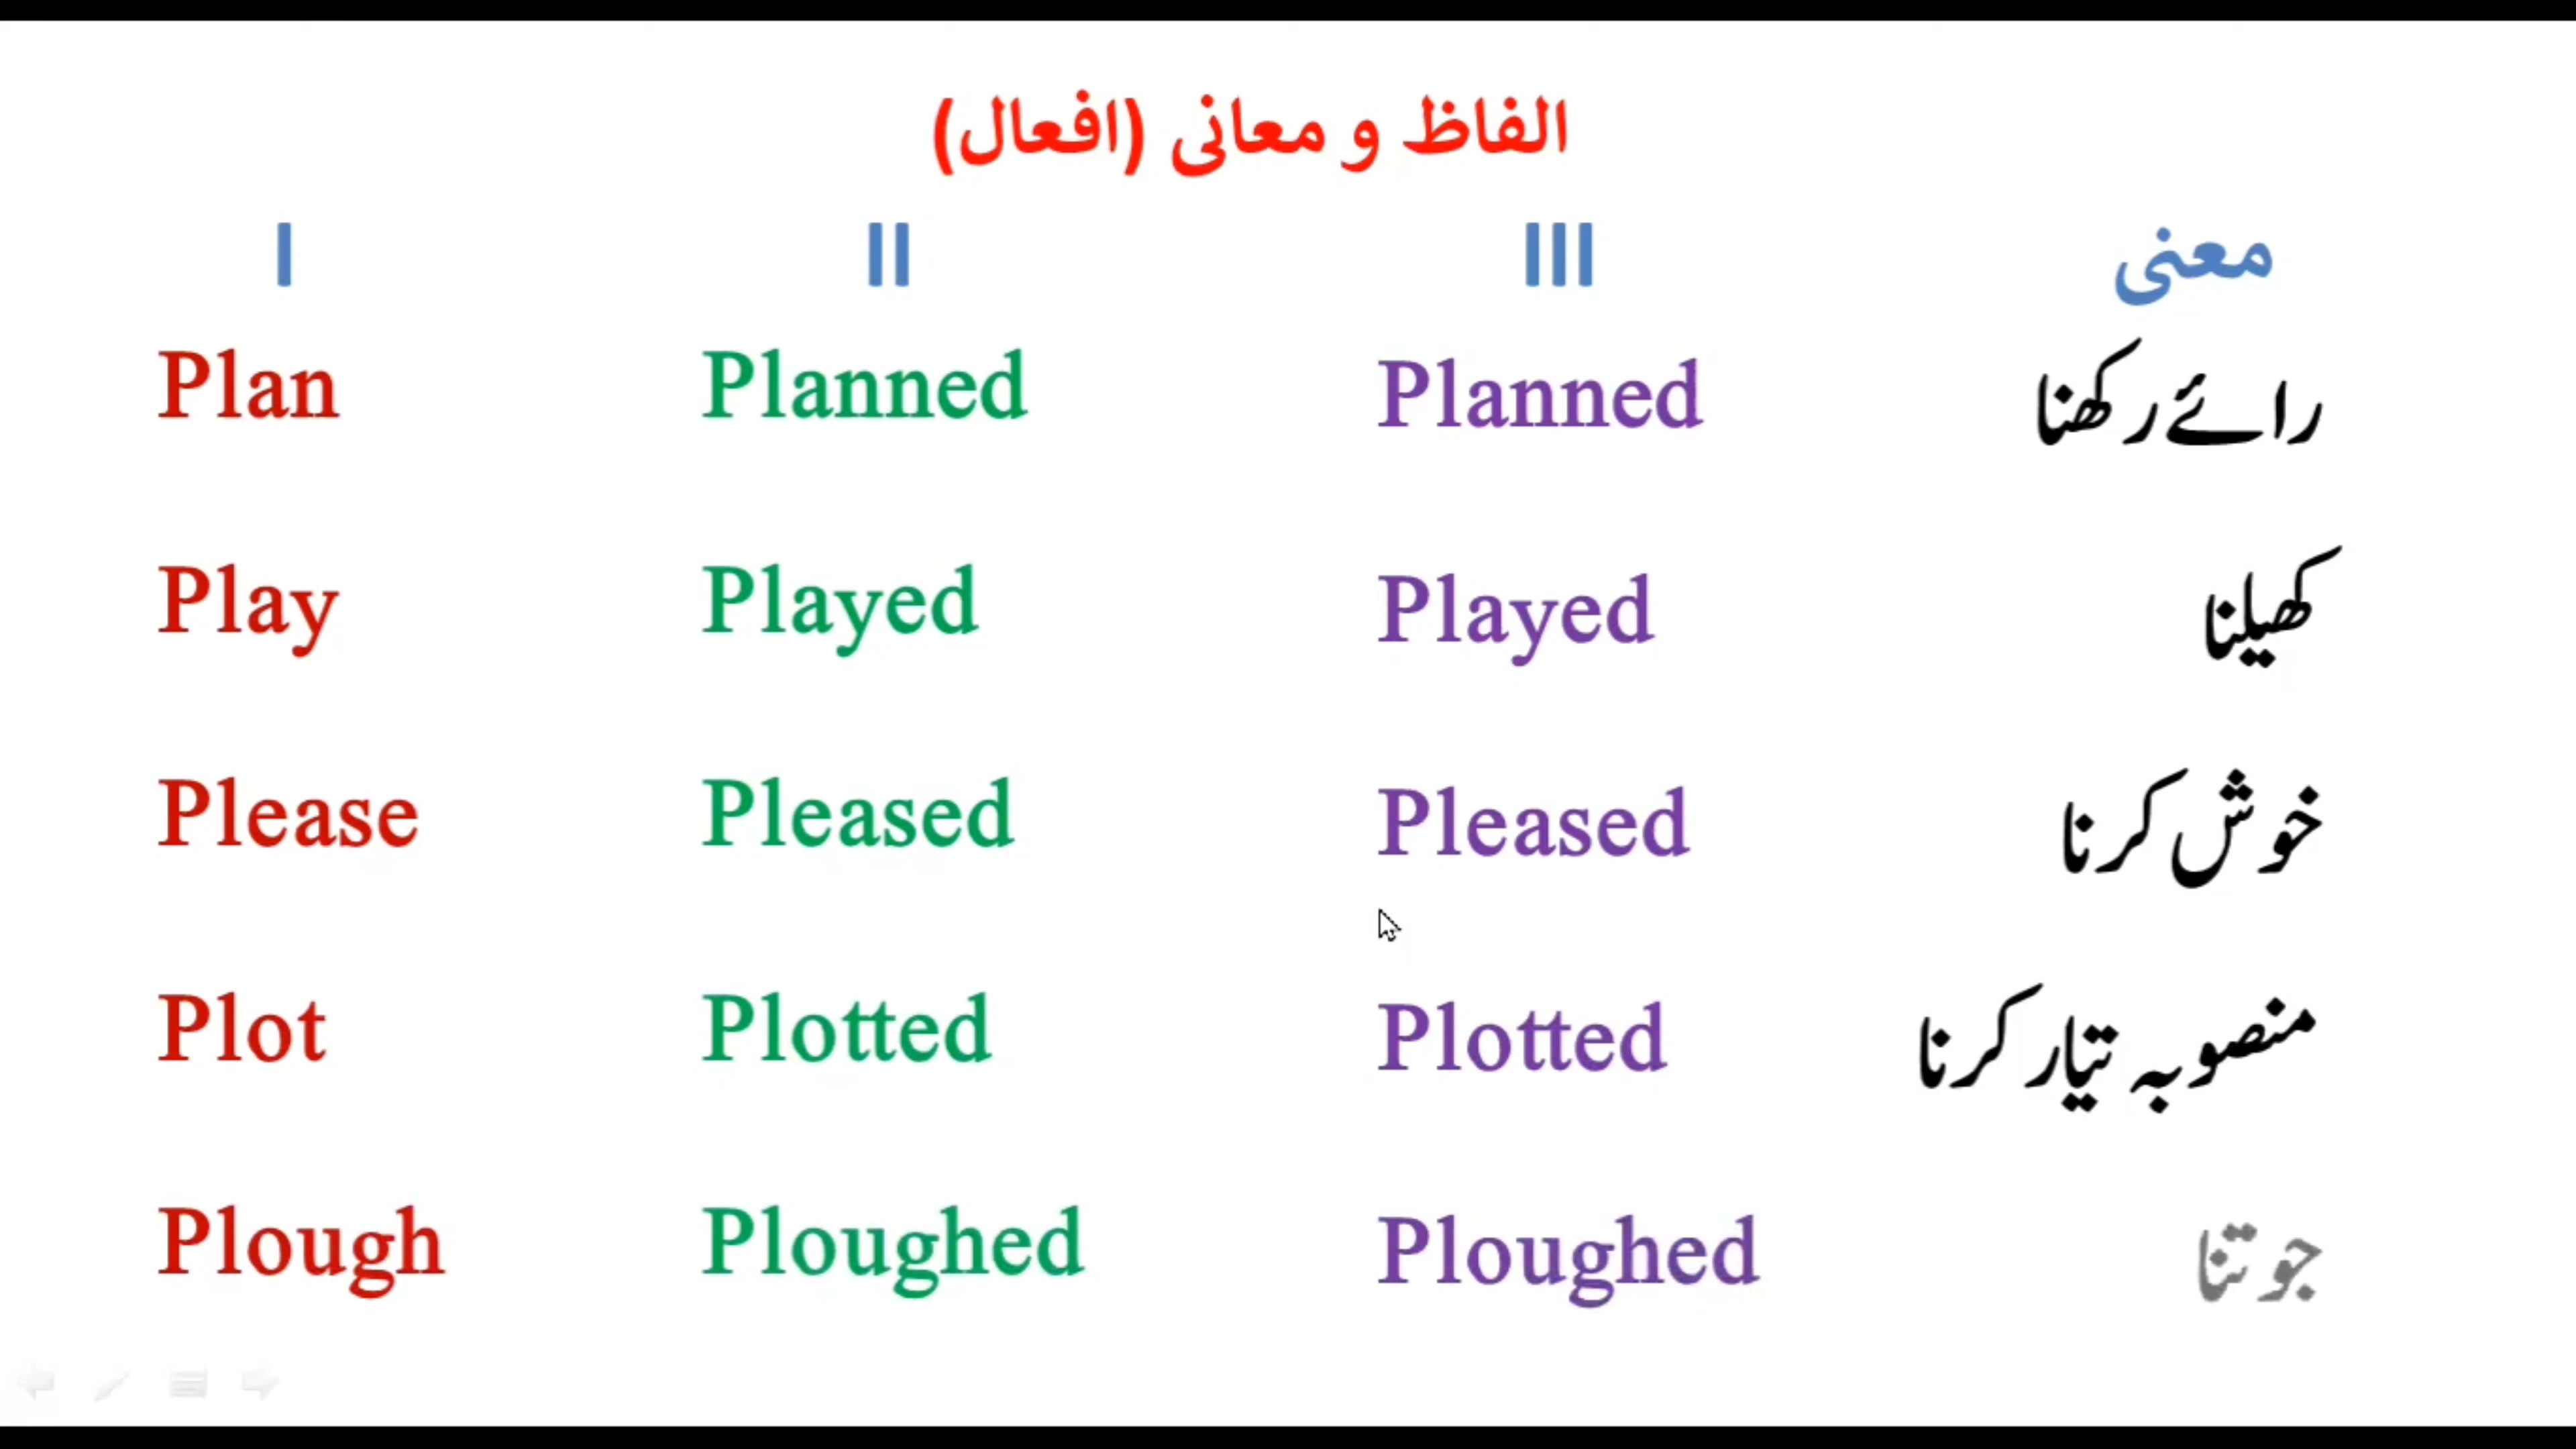 الفاظ و معانی (افعال)
I II III معنی
Plan Planned Planned رائے رکھنا
Play Played Played کھیلنا
Please Pleased Pleased خوش کرنا
Plot Plotted Plotted منصوبہ تیار کرنا
Plough Ploughed Ploughed جوتنا